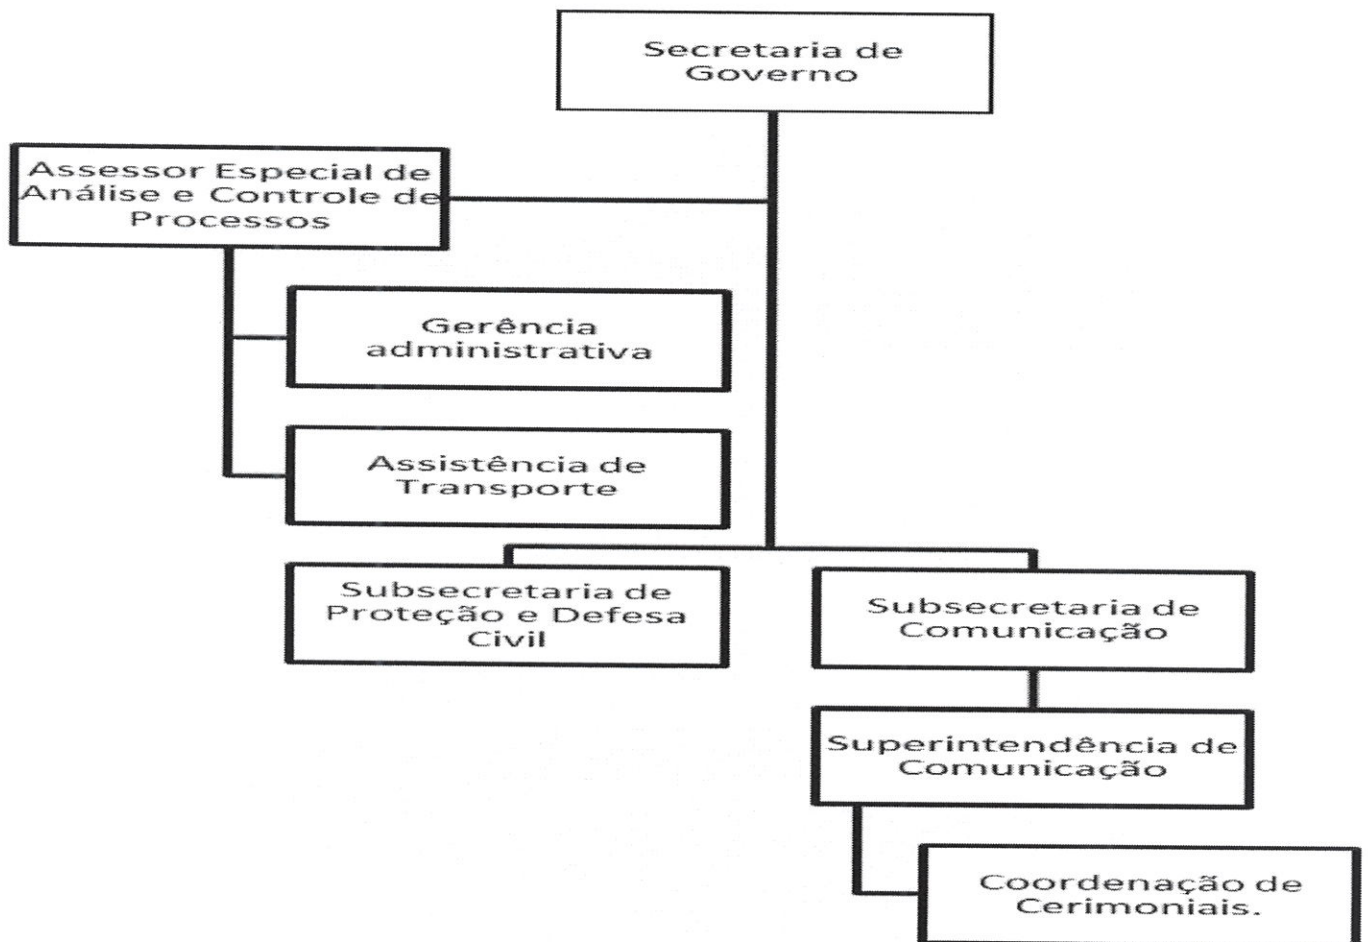 Secretaria de
Governo
Assessor Especial de
Análise e Controle de
Processos
Gerência
administrativa
Assistência de
Transporte
Subsecretaria de
Proteção e Defesa
Civil
Subsecretaria de
Comunicação
Superintendência de
Comunicação
Coordenação de
Cerimoniais.